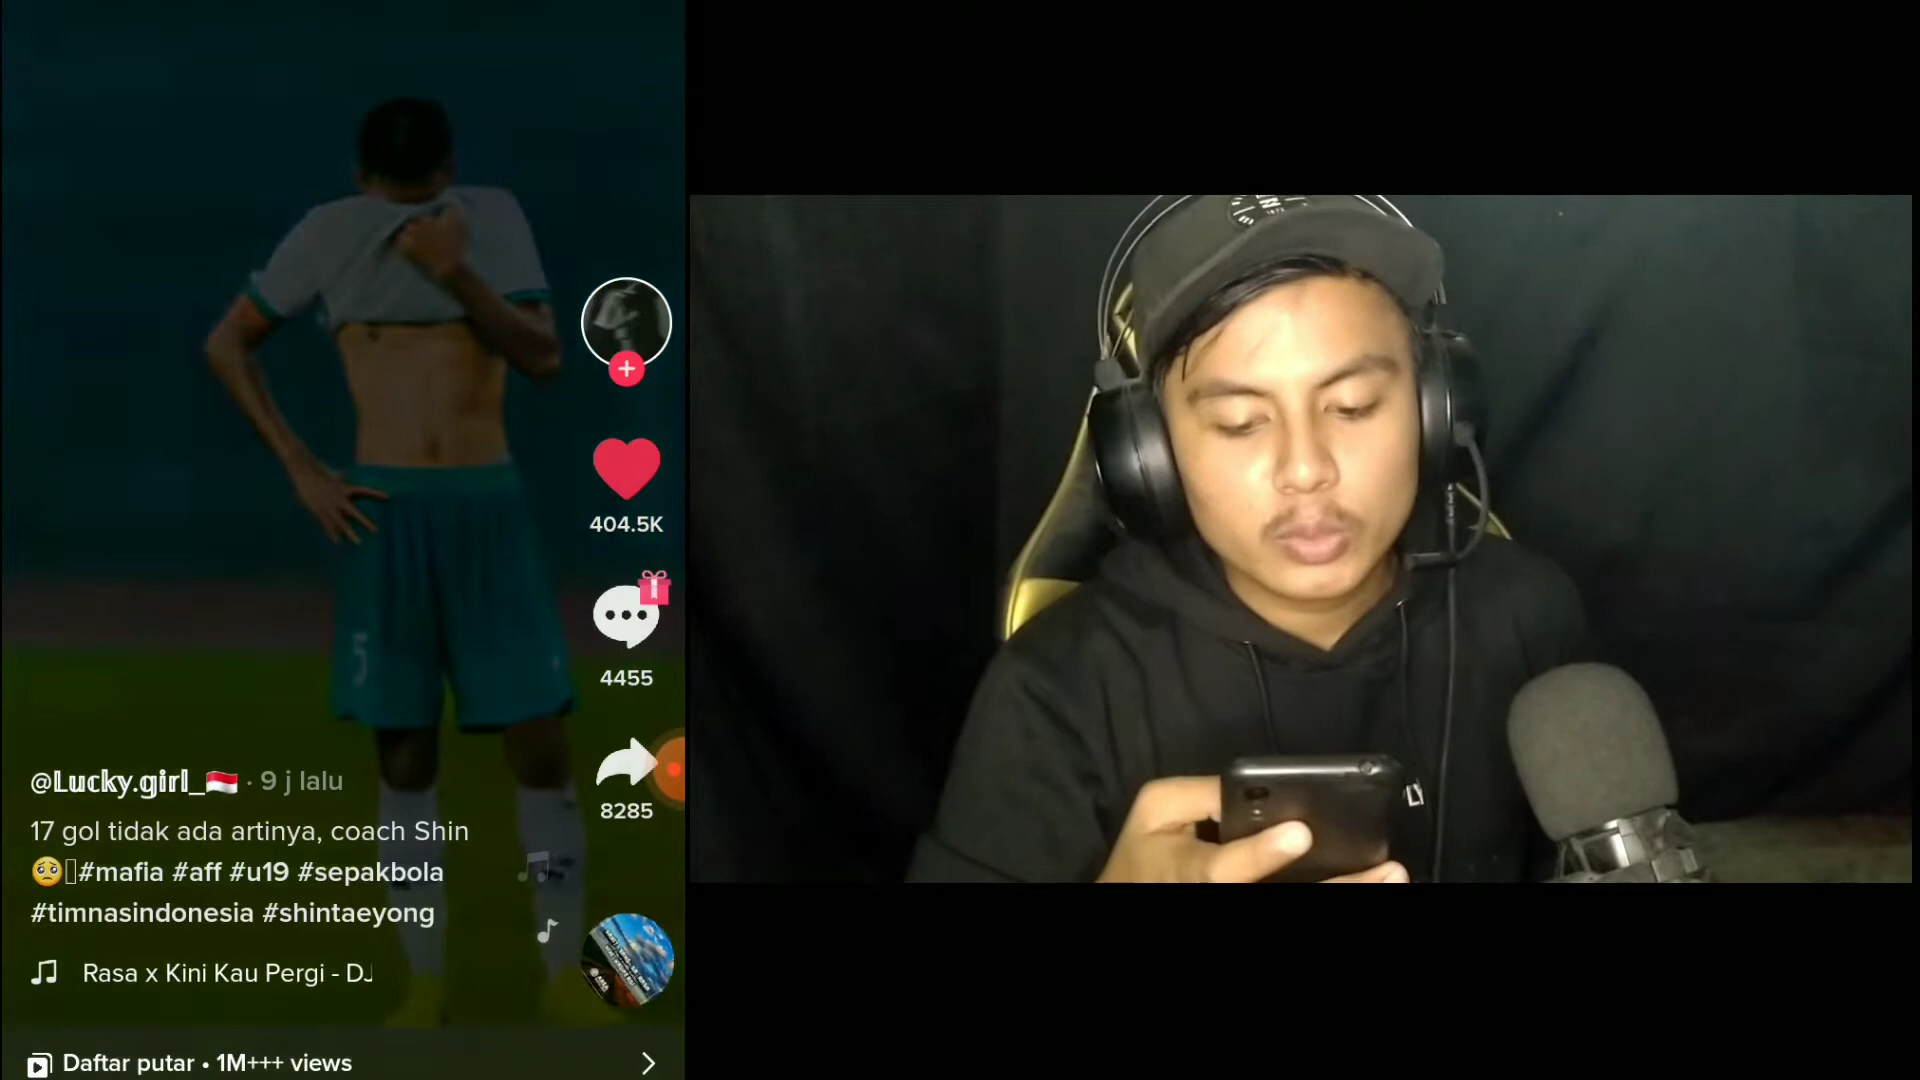 404.5K
4455
8285
@𝕃𝕦𝕔𝕜𝕪.𝕘𝕚𝕣𝕝_🇮🇩 · 9 j lalu
17 gol tidak ada artinya, coach Shin
🥺#mafia #aff #u19 #sepakbola
#timnasindonesia #shintaeyong
Rasa x Kini Kau Pergi - DJ
Daftar putar • 1M+++ views
5